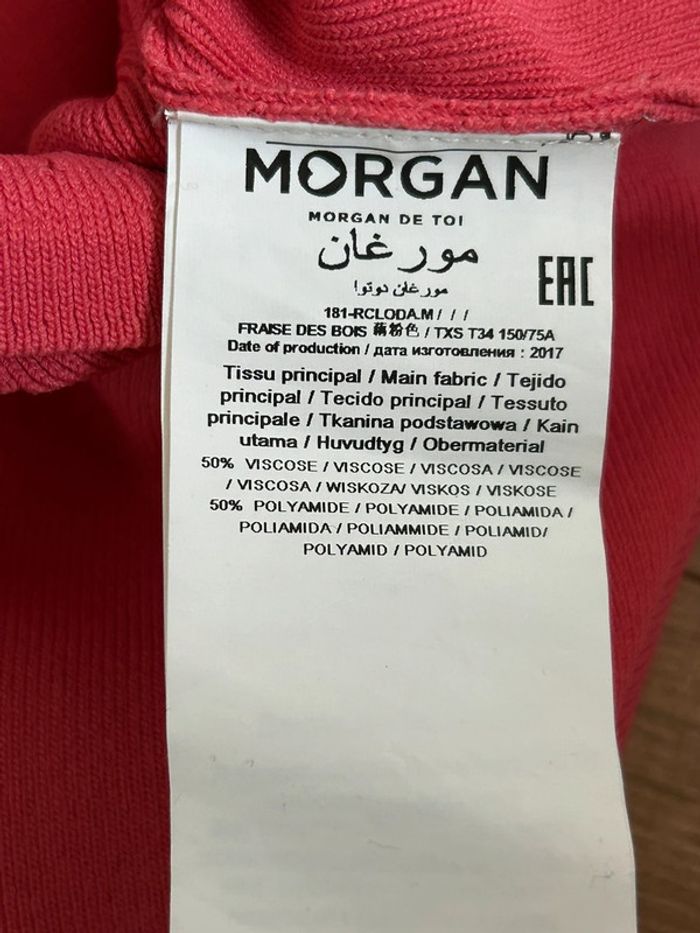 MORGAN
MORGAN DE TOI
مورغان
مورغان دوتوا
EAC
181-RCLODA.M / / /
FRAISE DES BOIS 藕粉色 / TXS T34 150/75A
Date of production / дата изготовления : 2017
Tissu principal / Main fabric / Tejido
principal / Tecido principal / Tessuto
principale / Tkanina podstawowa / Kain
utama / Huvudtyg / Obermaterial
50% VISCOSE / VISCOSE / VISCOSA / VISCOSE
/ VISCOSA / WISKOZA/ VISKOS / VISKOSE
50% POLYAMIDE / POLYAMIDE / POLIAMIDA /
POLIAMIDA / POLIAMMIDE / POLIAMID/
POLYAMID / POLYAMID